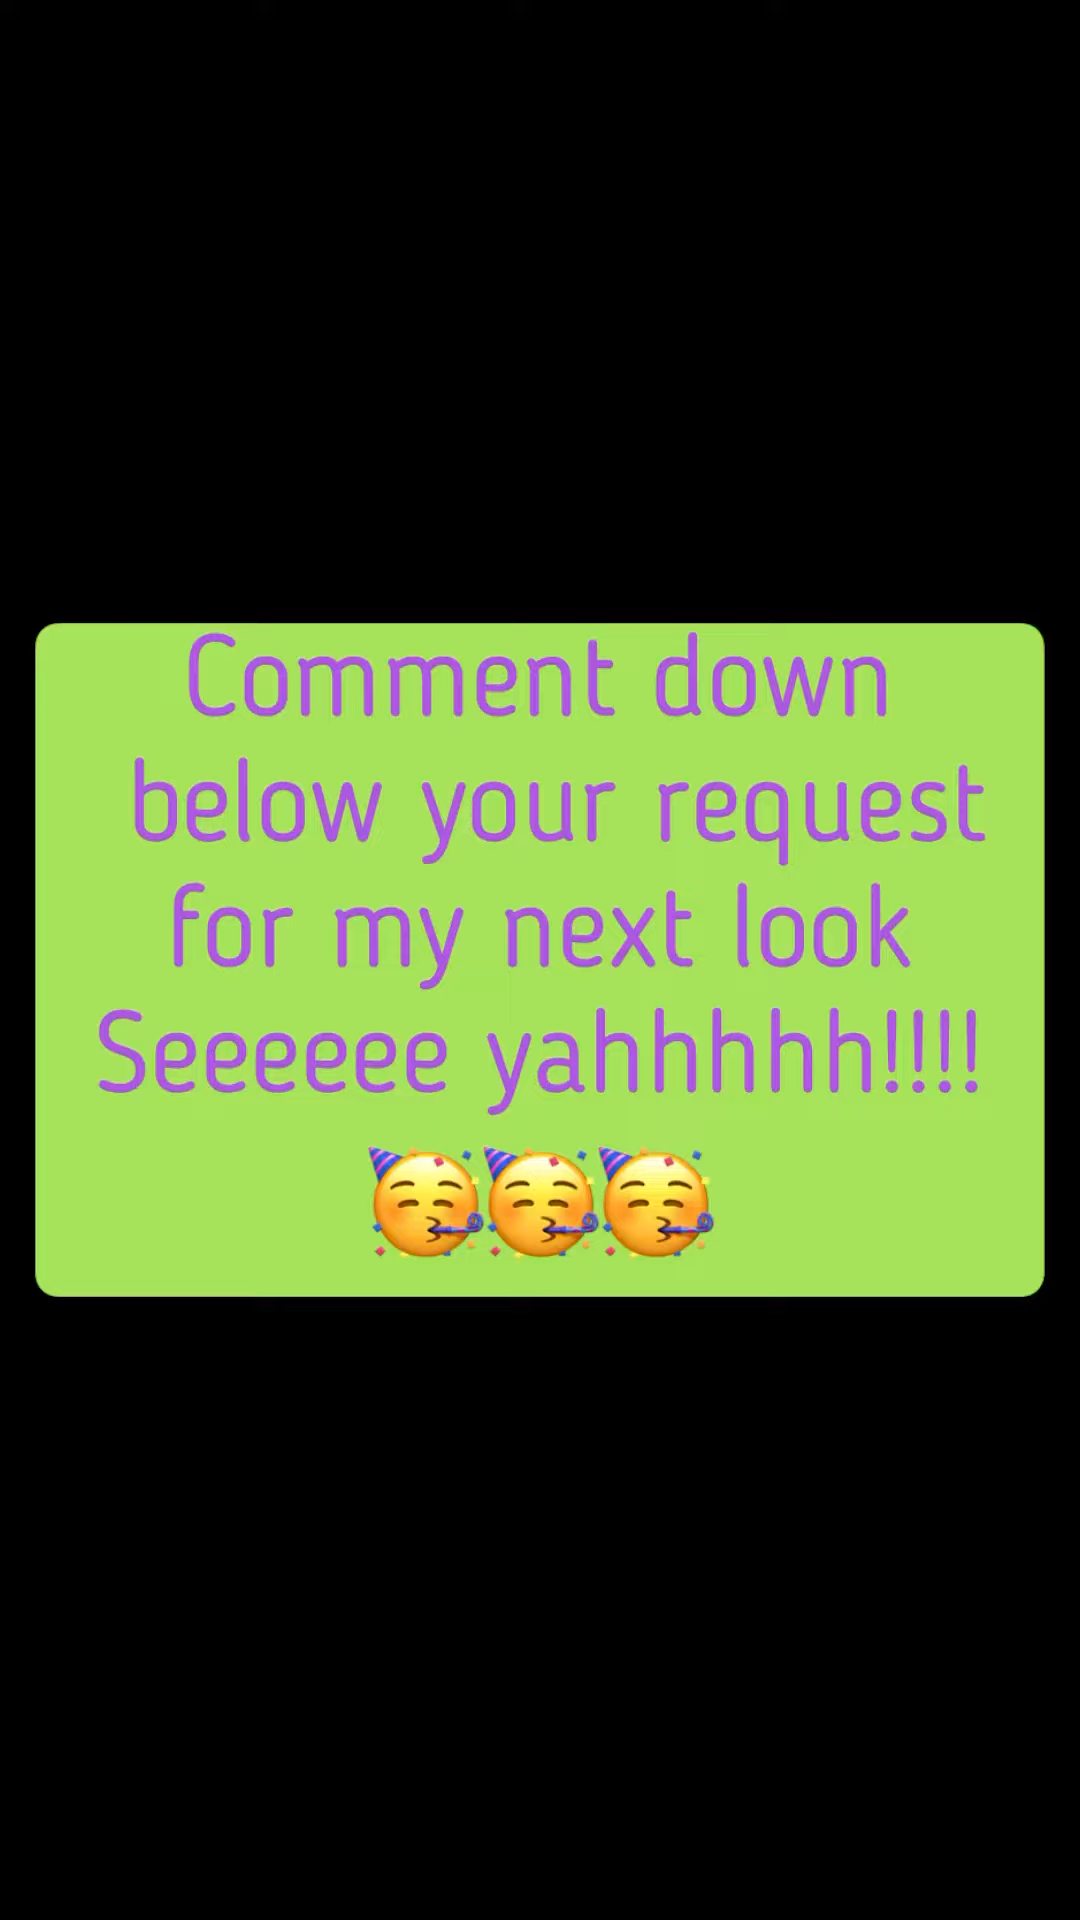 Comment down
below your request
for my next look
Seeeeee yahhhhh!!!!
🥳🥳🥳